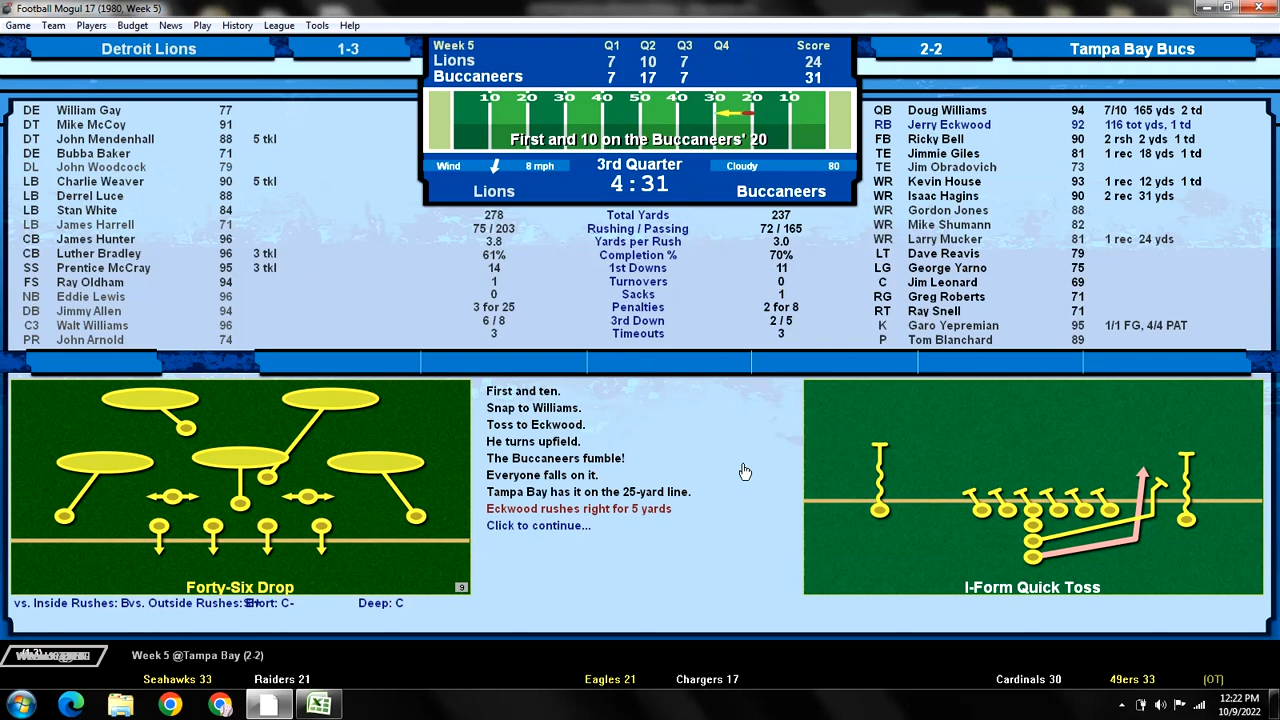 Football Mogul 17 (1980, Week 5)
Game Team Players Budget News Play History League Tools Help
Detroit Lions 1-3
Week 5 Q1 Q2 Q3 Q4 Score
Lions 7 10 7 24
Buccaneers 7 17 7 31
2-2 Tampa Bay Bucs
10 20 30 40 50 40 30 20 10
First and 10 on the Buccaneers' 20
Wind 8 mph 3rd Quarter Cloudy 80
4:31
Lions Buccaneers
DE William Gay 77
DT Mike McCoy 91
DT John Mendenhall 88 5 tkl
DE Bubba Baker 71
DL John Woodcock 79
LB Charlie Weaver 90 5 tkl
LB Derrel Luce 88
LB Stan White 84
LB James Harrell 71
CB James Hunter 96
CB Luther Bradley 96 3 tkl
SS Prentice McCray 95 3 tkl
FS Ray Oldham 94
NB Eddie Lewis 96
DB Jimmy Allen 94
C3 Walt Williams 96
PR John Arnold 74
278 Total Yards 237
75 / 203 Rushing / Passing 72 / 165
3.8 Yards per Rush 3.0
61% Completion % 70%
14 1st Downs 11
1 Turnovers 0
0 Sacks 1
3 for 25 Penalties 2 for 8
6 / 8 3rd Down 2 / 5
3 Timeouts 3
QB Doug Williams 94 7/10 165 yds 2 td
RB Jerry Eckwood 92 116 tot yds, 1 td
FB Ricky Bell 90 2 rsh 2 yds 1 td
TE Jimmie Giles 81 1 rec 18 yds 1 td
TE Jim Obradovich 73
WR Kevin House 93 1 rec 12 yds 1 td
WR Isaac Hagins 90 2 rec 31 yds
WR Gordon Jones 88
WR Mike Shumann 82
WR Larry Mucker 81 1 rec 24 yds
LT Dave Reavis 79
LG George Yarno 75
C Jim Leonard 69
RG Greg Roberts 71
RT Ray Snell 71
K Garo Yepremian 95 1/1 FG, 4/4 PAT
P Tom Blanchard 89
Forty-Six Drop 9
vs. Inside Rushes: B vs. Outside Rushes: Short: C- Deep: C
First and ten.
Snap to Williams.
Toss to Eckwood.
He turns upfield.
The Buccaneers fumble!
Everyone falls on it.
Tampa Bay has it on the 25-yard line.
Eckwood rushes right for 5 yards
Click to continue...
I-Form Quick Toss
Week 5 @Tampa Bay (2-2)
Seahawks 33 Raiders 21 Eagles 21 Chargers 17 Cardinals 30 49ers 33 (OT)
12:22 PM
10/9/2022